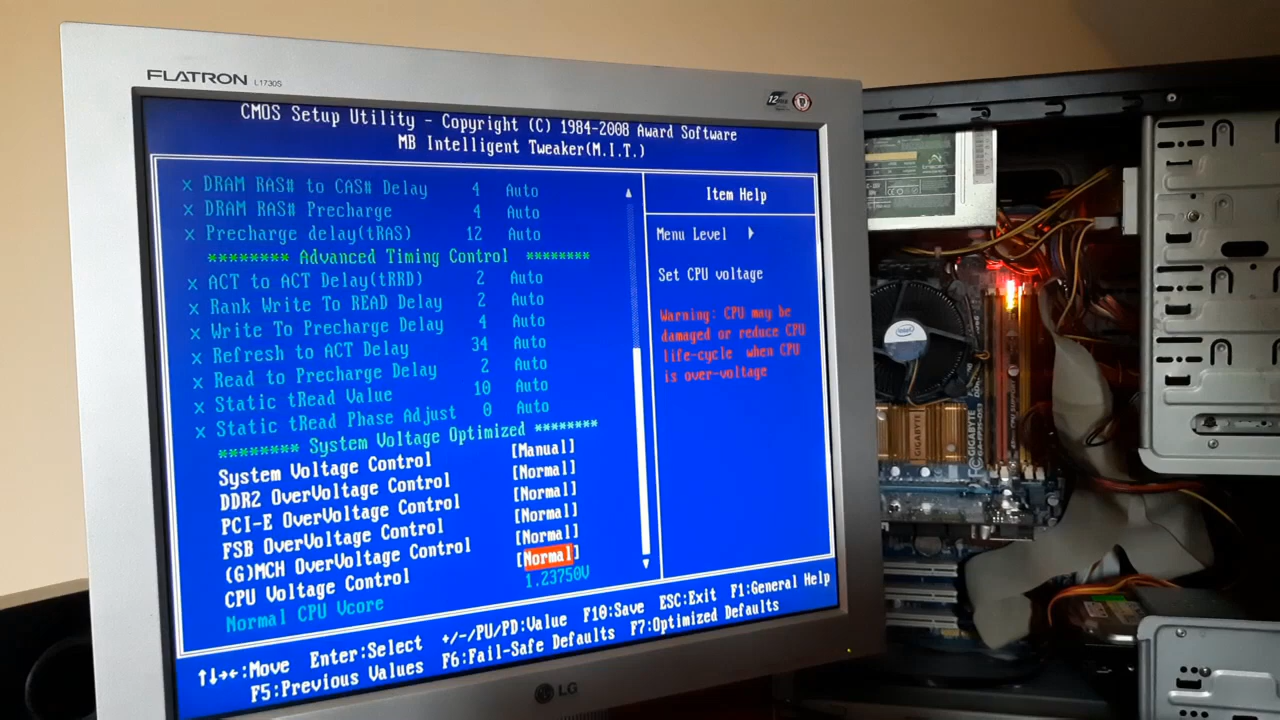 FLATRON L1730S
12ms
CMOS Setup Utility - Copyright (C) 1984-2008 Award Software
MB Intelligent Tweaker(M.I.T.)
x DRAM RAS# to CAS# Delay 4 Auto
x DRAM RAS# Precharge 4 Auto
x Precharge delay(tRAS) 12 Auto
******** Advanced Timing Control ********
x ACT to ACT Delay(tRRD) 2 Auto
x Rank Write To READ Delay 2 Auto
x Write To Precharge Delay 4 Auto
x Refresh to ACT Delay 34 Auto
x Read to Precharge Delay 2 Auto
x Static tRead Value 10 Auto
x Static tRead Phase Adjust 0 Auto
******** System Voltage Optimized ********
System Voltage Control [Manual]
DDR2 OverVoltage Control [Normal]
PCI-E OverVoltage Control [Normal]
FSB OverVoltage Control [Normal]
(G)MCH OverVoltage Control [Normal]
CPU Voltage Control [Normal]
Normal CPU Vcore 1.23750V
Item Help
Menu Level
Set CPU voltage
Warning: CPU may be
damaged or reduce CPU
life-cycle when CPU
is over-voltage
↑↓→←:Move Enter:Select +/-/PU/PD:Value F10:Save ESC:Exit F1:General Help
F5:Previous Values F6:Fail-Safe Defaults F7:Optimized Defaults
LG
intel
GIGABYTE
GIGABYTE